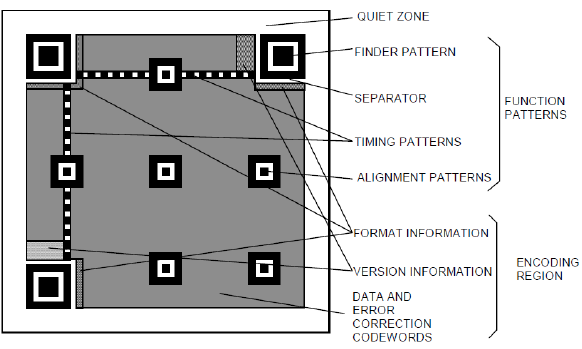 QUIET ZONE
FINDER PATTERN
SEPARATOR
FUNCTION
PATTERNS
TIMING PATTERNS
ALIGNMENT PATTERNS
FORMAT INFORMATION
VERSION INFORMATION
ENCODING
REGION
DATA AND
ERROR
CORRECTION
CODEWORDS